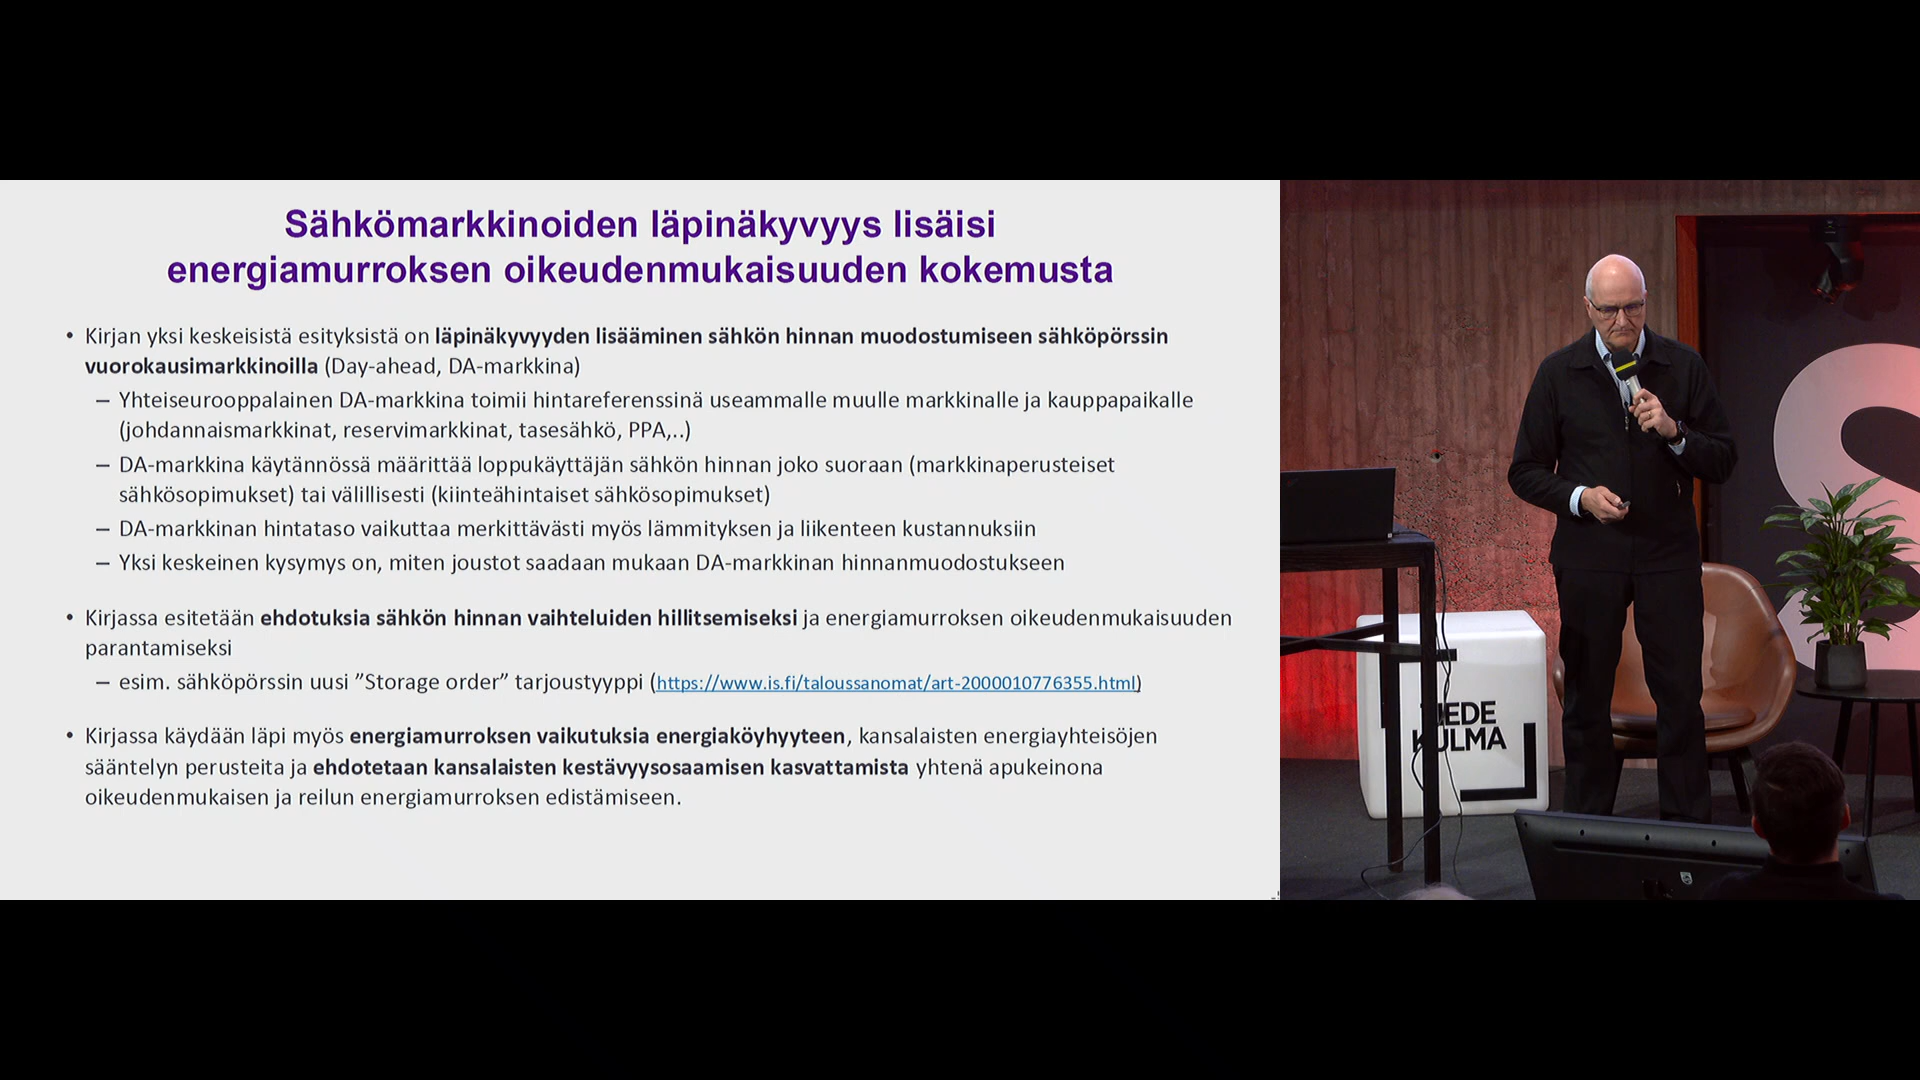 Sähkömarkkinoiden läpinäkyvyys lisäisi
energiamurroksen oikeudenmukaisuuden kokemusta
• Kirjan yksi keskeisistä esityksistä on läpinäkyvyyden lisääminen sähkön hinnan muodostumiseen sähköpörssin
vuorokausimarkkinoilla (Day-ahead, DA-markkina)
– Yhteiseurooppalainen DA-markkina toimii hintareferenssinä useammalle muulle markkinalle ja kauppapaikalle
(johdannaismarkkinat, reservimarkkinat, tasesähkö, PPA,..)
– DA-markkina käytännössä määrittää loppukäyttäjän sähkön hinnan joko suoraan (markkinaperusteiset
sähkösopimukset) tai välillisesti (kiinteähintaiset sähkösopimukset)
– DA-markkinan hintataso vaikuttaa merkittävästi myös lämmityksen ja liikenteen kustannuksiin
– Yksi keskeinen kysymys on, miten joustot saadaan mukaan DA-markkinan hinnanmuodostukseen
• Kirjassa esitetään ehdotuksia sähkön hinnan vaihteluiden hillitsemiseksi ja energiamurroksen oikeudenmukaisuuden
parantamiseksi
– esim. sähköpörssin uusi ”Storage order” tarjoustyyppi (https://www.is.fi/taloussanomat/art-2000010776355.html)
• Kirjassa käydään läpi myös energiamurroksen vaikutuksia energiaköyhyyteen, kansalaisten energiayhteisöjen
sääntelyn perusteita ja ehdotetaan kansalaisten kestävyysosaamisen kasvattamista yhtenä apukeinona
oikeudenmukaisen ja reilun energiamurroksen edistämiseen.
TIEDE
KULMA